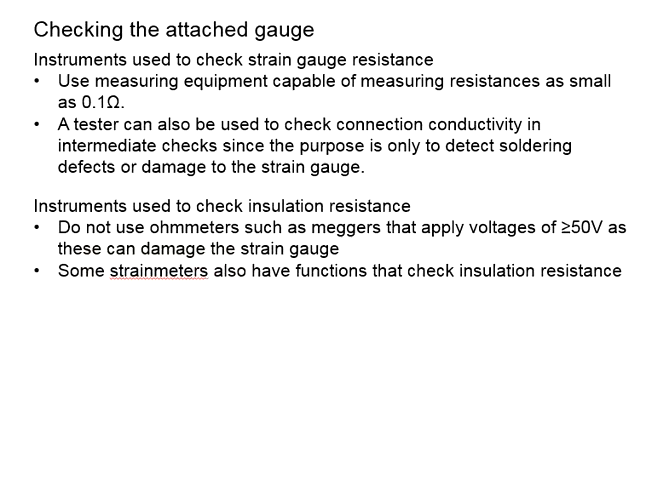 Checking the attached gauge
Instruments used to check strain gauge resistance
• Use measuring equipment capable of measuring resistances as small
as 0.1Ω.
• A tester can also be used to check connection conductivity in
intermediate checks since the purpose is only to detect soldering
defects or damage to the strain gauge.
Instruments used to check insulation resistance
• Do not use ohmmeters such as meggers that apply voltages of ≥50V as
these can damage the strain gauge
• Some strainmeters also have functions that check insulation resistance